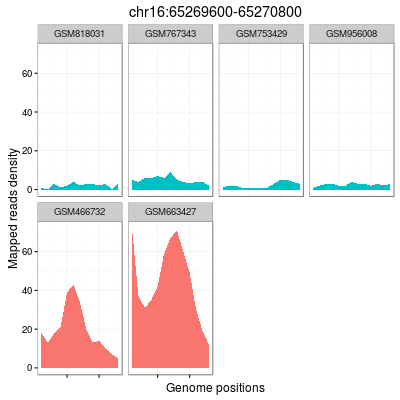 chr16:65269600-65270800
GSM818031 GSM767343 GSM753429 GSM956008
60
40
20
0
GSM466732 GSM663427
60
40
20
0
Mapped reads density
Genome positions